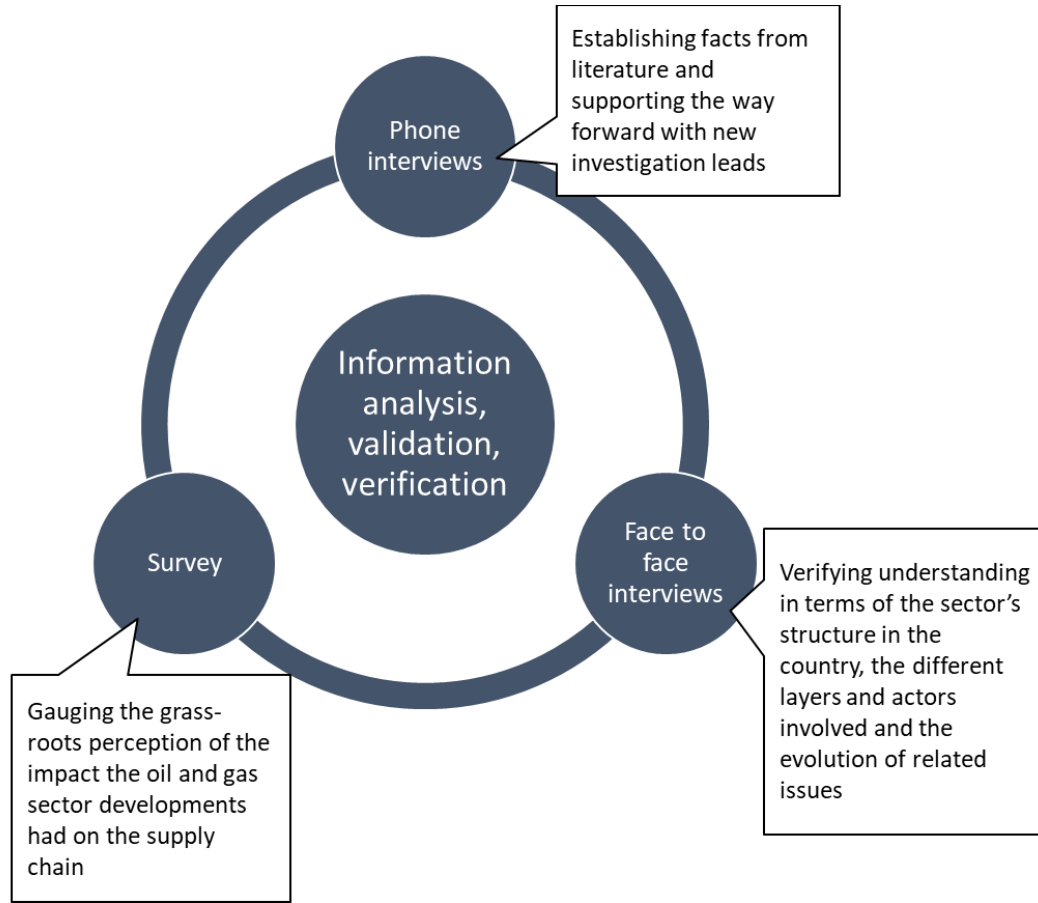 Phone
interviews
Establishing facts from
literature and
supporting the way
forward with new
investigation leads
Information
analysis,
validation,
verification
Face to
face
interviews
Verifying understanding
in terms of the sector’s
structure in the
country, the different
layers and actors
involved and the
evolution of related
issues
Survey
Gauging the grass-
roots perception of the
impact the oil and gas
sector developments
had on the supply
chain